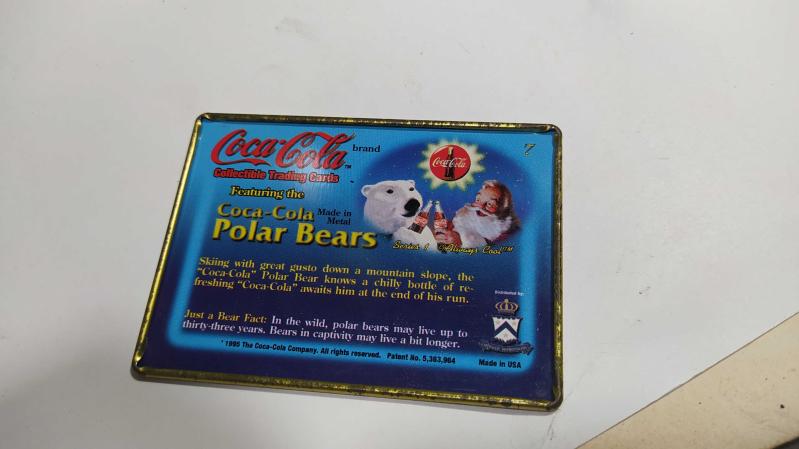 Coca-Cola™ brand
Collectible Trading Cards
7
Coca-Cola
Featuring the
Coca-Cola Made in
Metal
Polar Bears
Series 1 Always Cool™
Skiing with great gusto down a mountain slope, the
"Coca-Cola" Polar Bear knows a chilly bottle of re-
freshing "Coca-Cola" awaits him at the end of his run.
Distributed by:
Just a Bear Fact: In the wild, polar bears may live up to
thirty-three years. Bears in captivity may live a bit longer.
1995 The Coca-Cola Company. All rights reserved. Patent No. 5,363,964
Made in USA